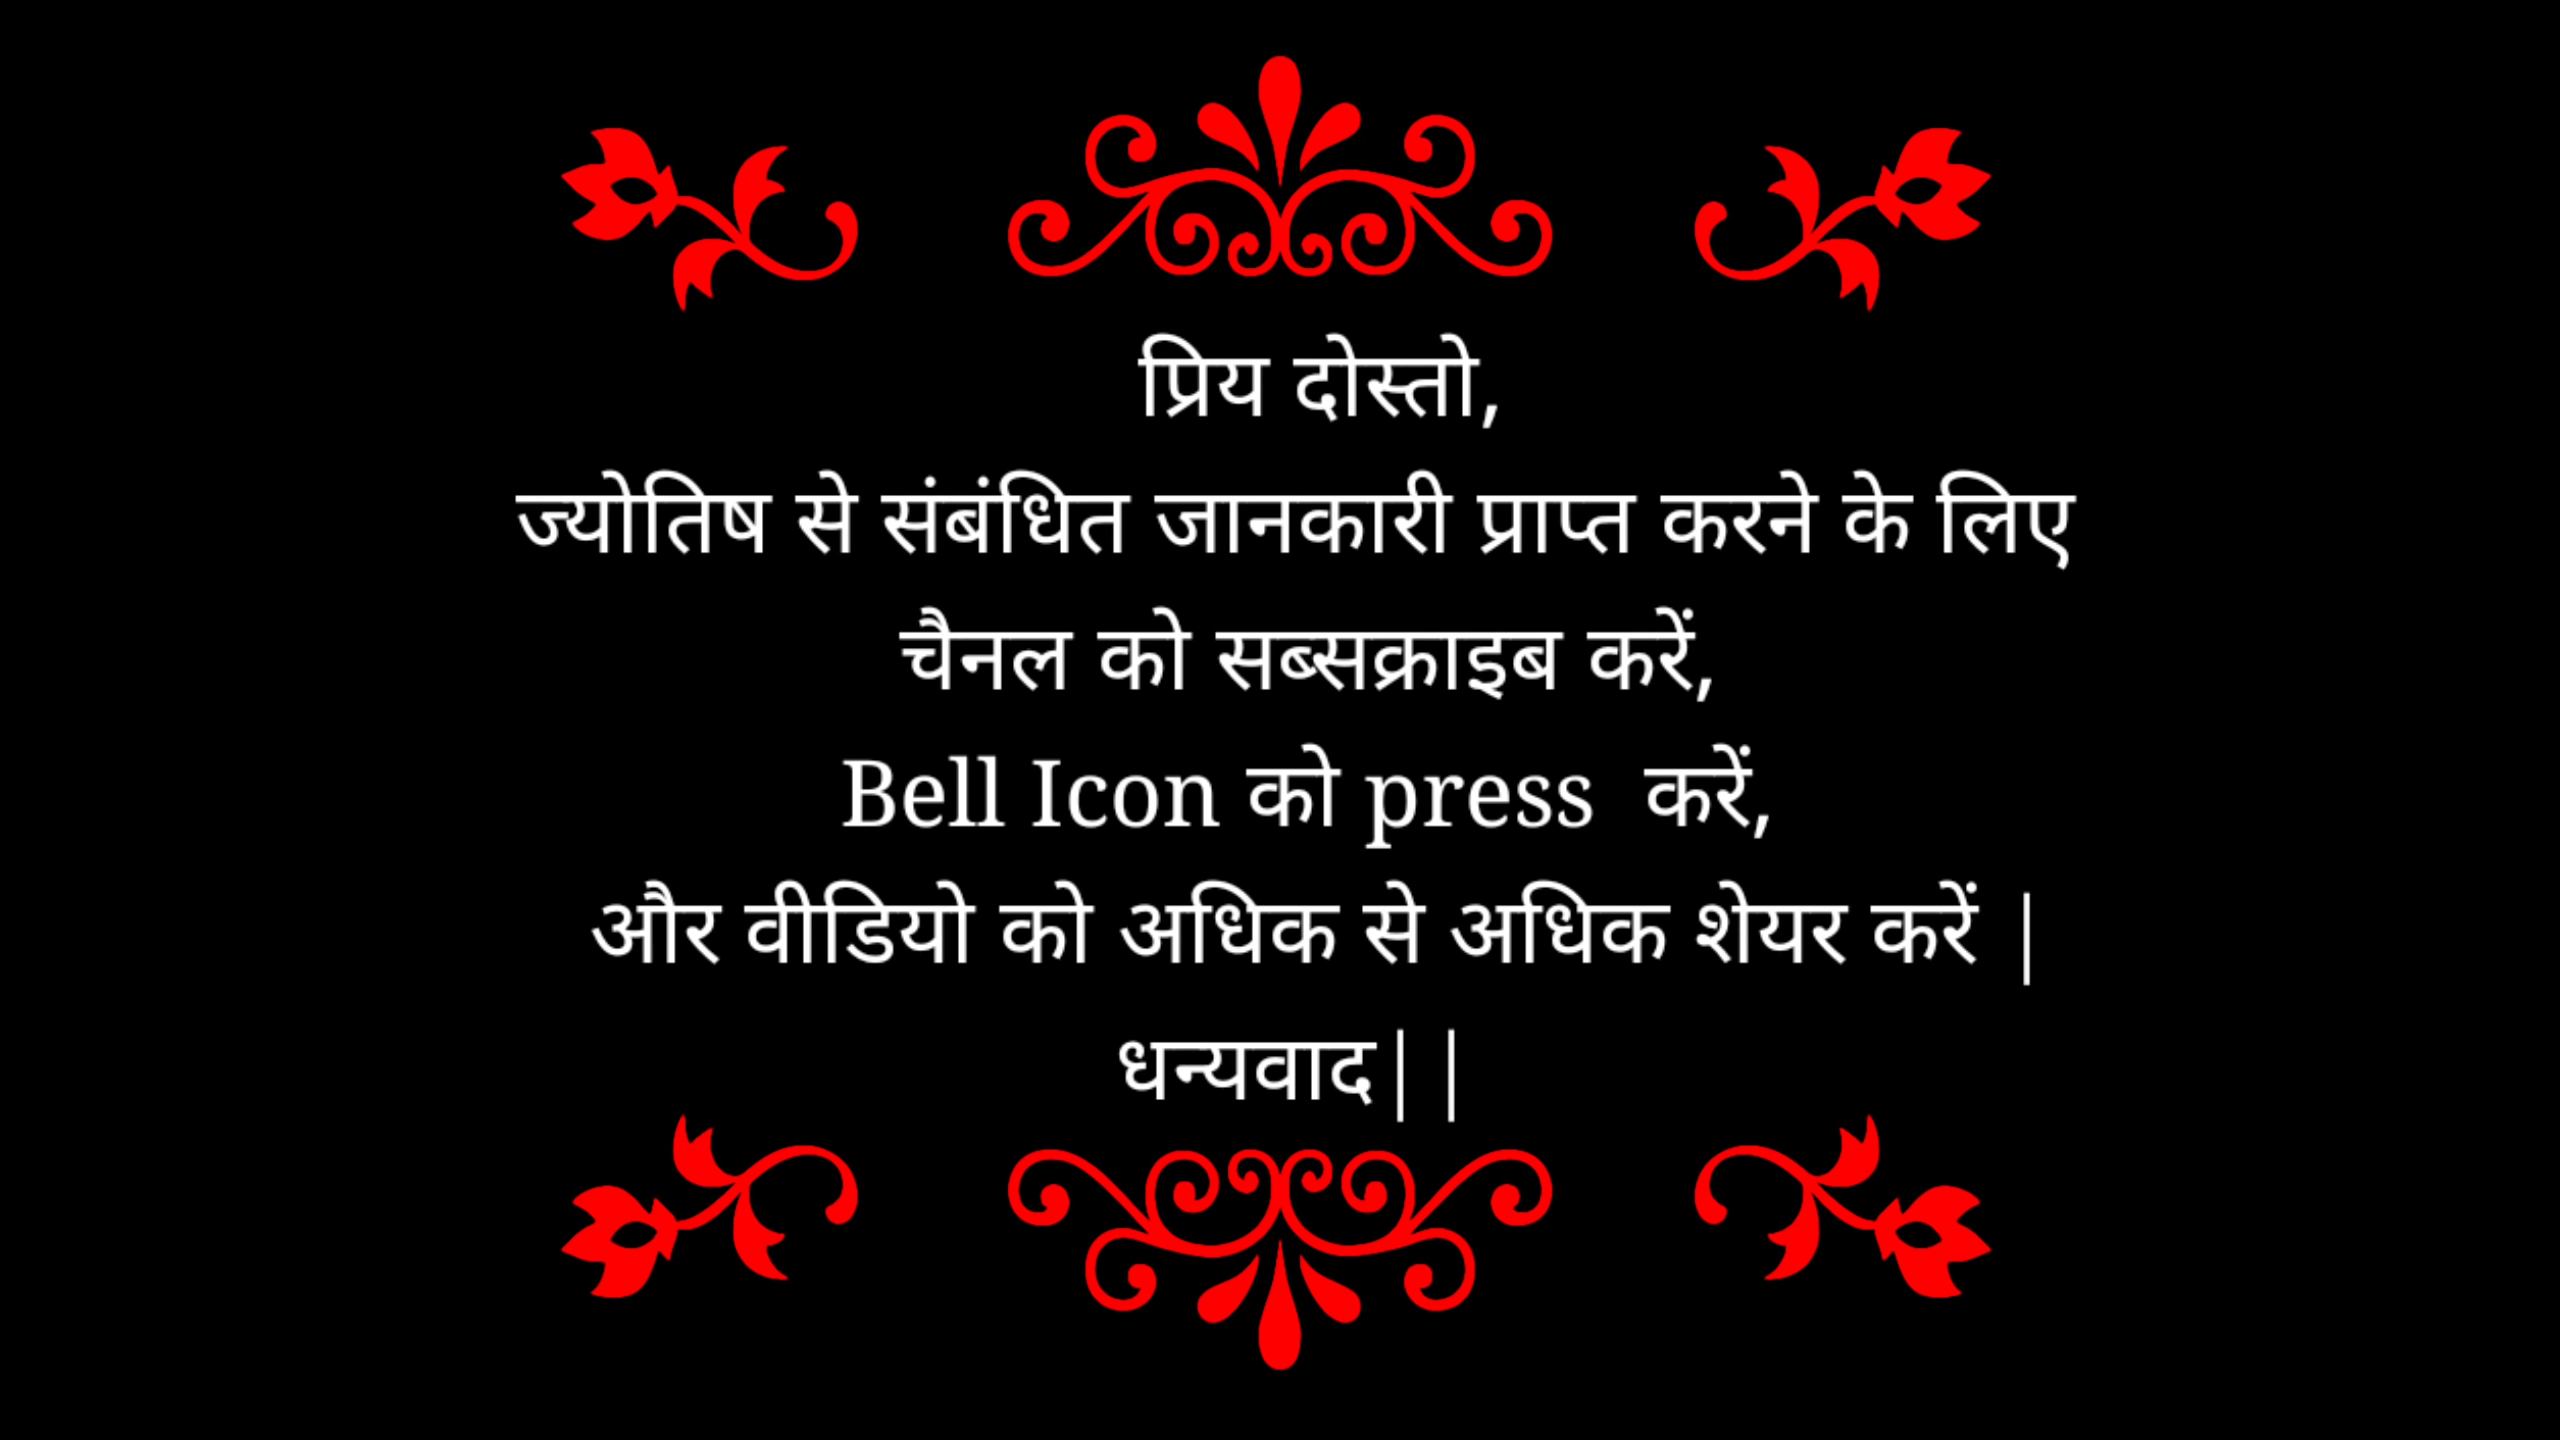 प्रिय दोस्तो,
ज्योतिष से संबंधित जानकारी प्राप्त करने के लिए
चैनल को सब्सक्राइब करें,
Bell Icon को press  करें,
और वीडियो को अधिक से अधिक शेयर करें |
धन्यवाद||